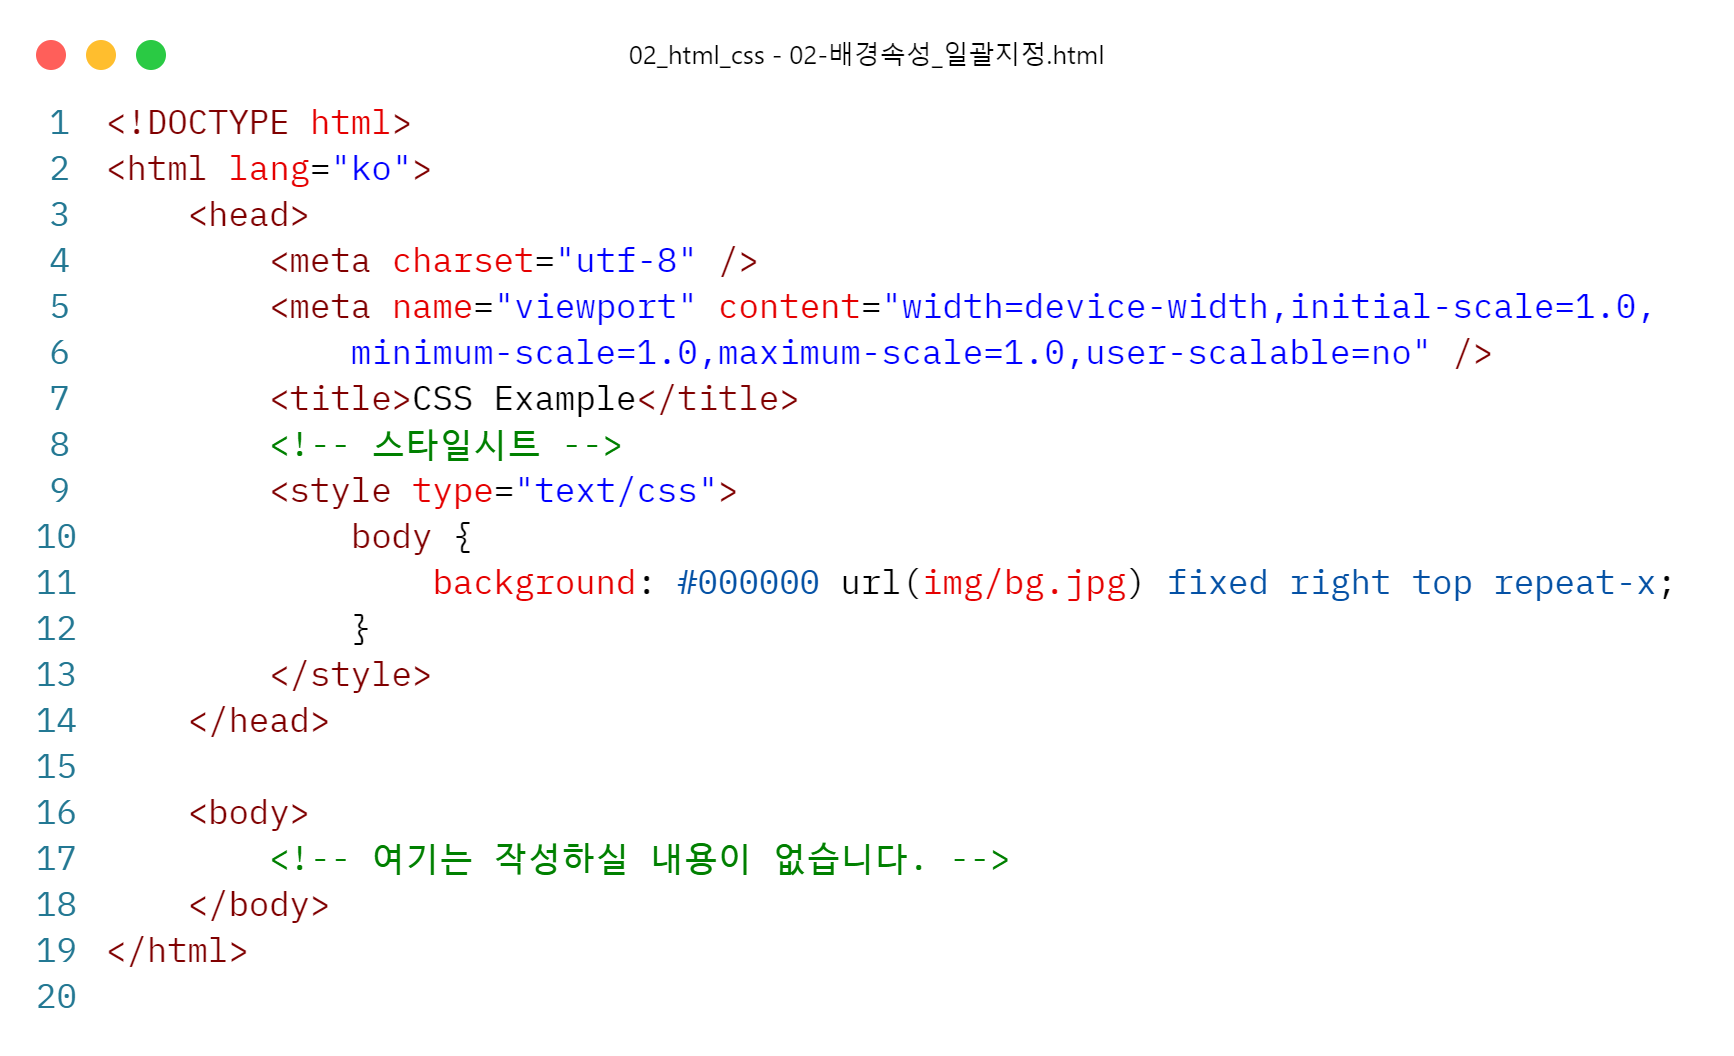 02_html_css - 02-배경속성_일괄지정.html
1 <!DOCTYPE html>
2 <html lang="ko">
3     <head>
4         <meta charset="utf-8" />
5         <meta name="viewport" content="width=device-width,initial-scale=1.0,
6             minimum-scale=1.0,maximum-scale=1.0,user-scalable=no" />
7         <title>CSS Example</title>
8         <!-- 스타일시트 -->
9         <style type="text/css">
10             body {
11                 background: #000000 url(img/bg.jpg) fixed right top repeat-x;
12             }
13         </style>
14     </head>
15
16     <body>
17         <!-- 여기는 작성하실 내용이 없습니다. -->
18     </body>
19 </html>
20